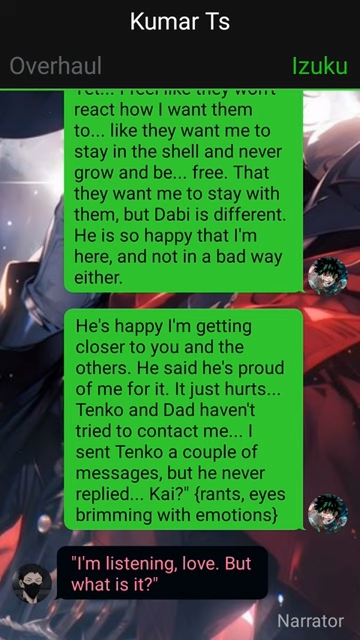 Kumar Ts
Overhaul
Izuku
Yet... I feel like they won't
react how I want them
to... like they want me to
stay in the shell and never
grow and be... free. That
they want me to stay with
them, but Dabi is different.
He is so happy that I'm
here, and not in a bad way
either.
He's happy I'm getting
closer to you and the
others. He said he's proud
of me for it. It just hurts...
Tenko and Dad haven't
tried to contact me... I
sent Tenko a couple of
messages, but he never
replied... Kai?" {rants, eyes
brimming with emotions}
"I'm listening, love. But
what is it?"
Narrator